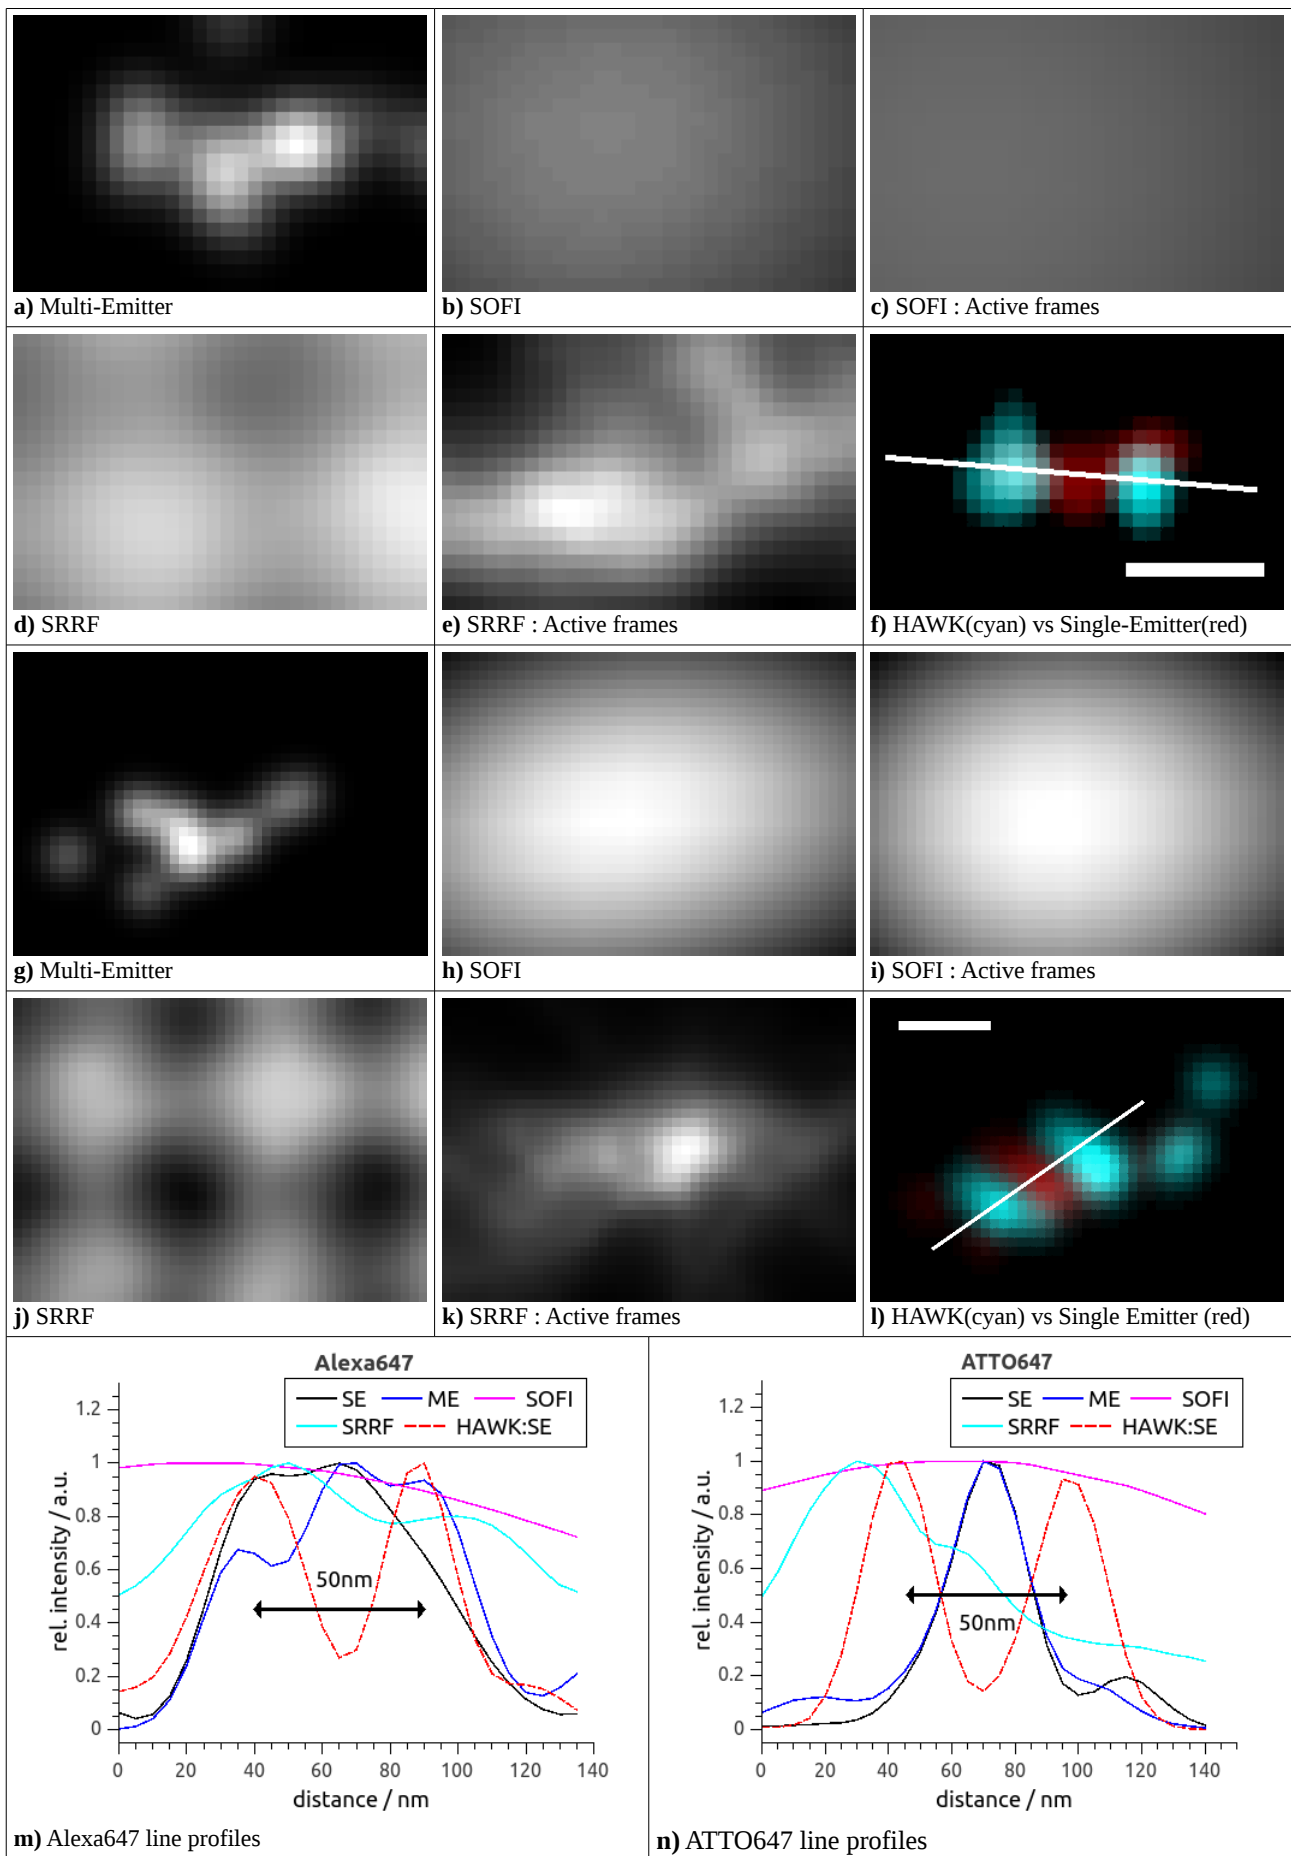 a) Multi-Emitter
b) SOFI
c) SOFI : Active frames
d) SRRF
e) SRRF : Active frames
f) HAWK(cyan) vs Single-Emitter(red)
g) Multi-Emitter
h) SOFI
i) SOFI : Active frames
j) SRRF
k) SRRF : Active frames
l) HAWK(cyan) vs Single Emitter (red)
Alexa647
SE ME SOFI
SRRF HAWK:SE
1.2
1
0.8
0.6
0.4
0.2
0
rel. intensity / a.u.
50nm
0 20 40 60 80 100 120 140
distance / nm
m) Alexa647 line profiles
ATTO647
SE ME SOFI
SRRF HAWK:SE
1.2
1
0.8
0.6
0.4
0.2
0
rel. intensity / a.u.
50nm
0 20 40 60 80 100 120 140
distance / nm
n) ATTO647 line profiles